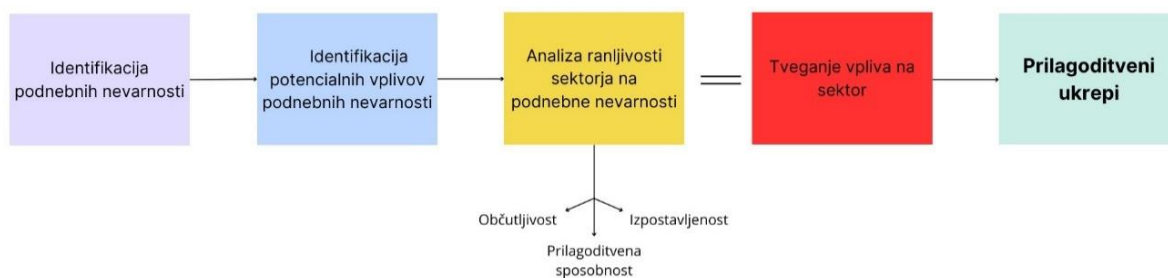 Identifikacija
podnebnih nevarnosti
Identifikacija
potencialnih vplivov
podnebnih nevarnosti
Analiza ranljivosti
sektorja na
podnebne nevarnosti
Tveganje vpliva na
sektor
Prilagoditveni
ukrepi
Občutljivost
Izpostavljenost
Prilagoditvena
sposobnost